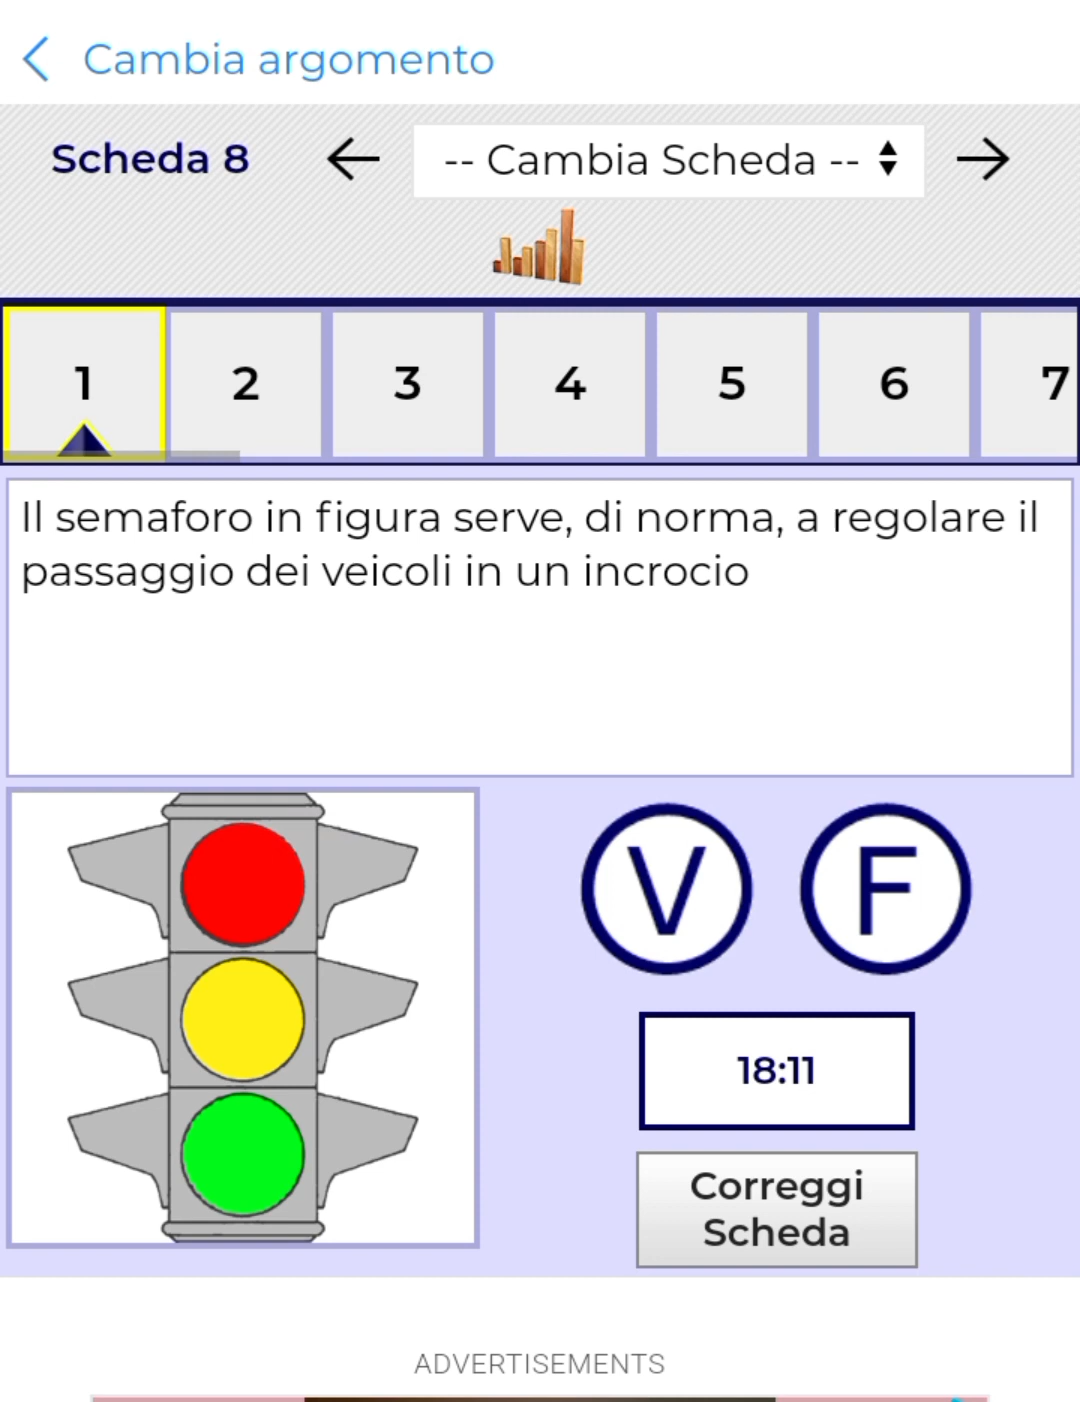 Cambia argomento
Scheda 8
-- Cambia Scheda --
1 2 3 4 5 6 7
Il semaforo in figura serve, di norma, a regolare il
passaggio dei veicoli in un incrocio
V F
18:11
Correggi
Scheda
ADVERTISEMENTS